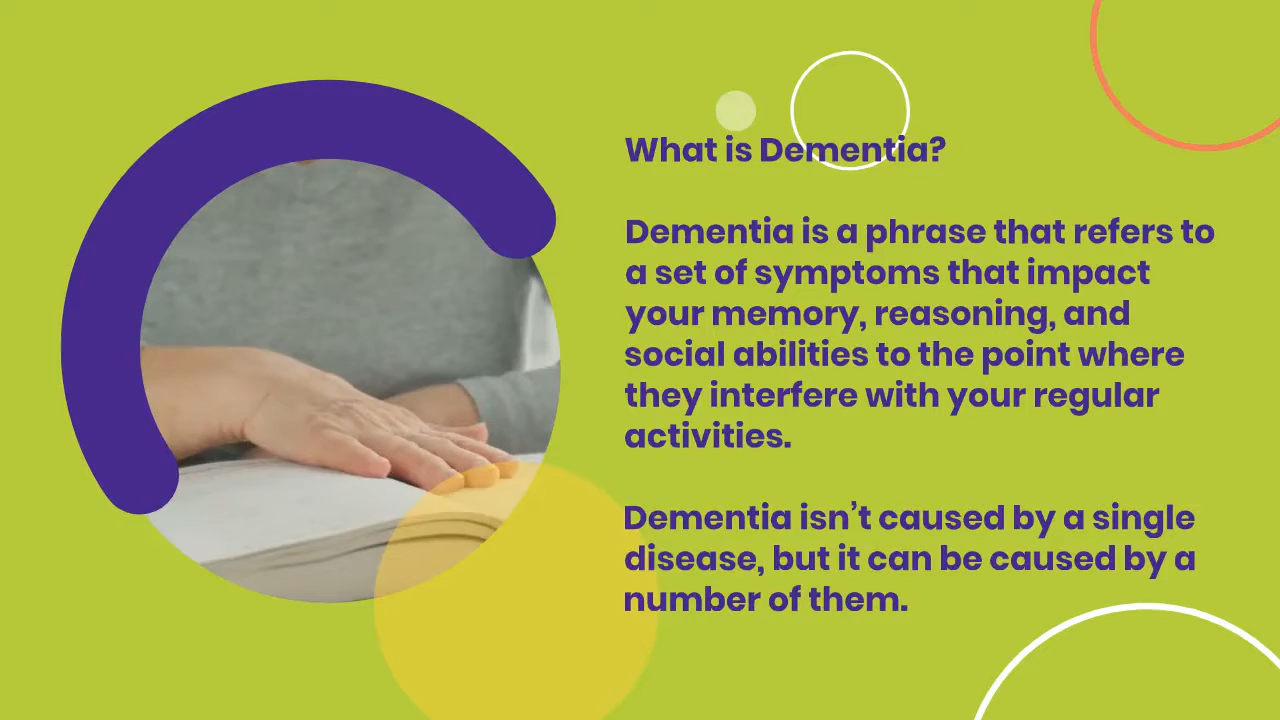 What is Dementia?
Dementia is a phrase that refers to
a set of symptoms that impact
your memory, reasoning, and
social abilities to the point where
they interfere with your regular
activities.
Dementia isn’t caused by a single
disease, but it can be caused by a
number of them.